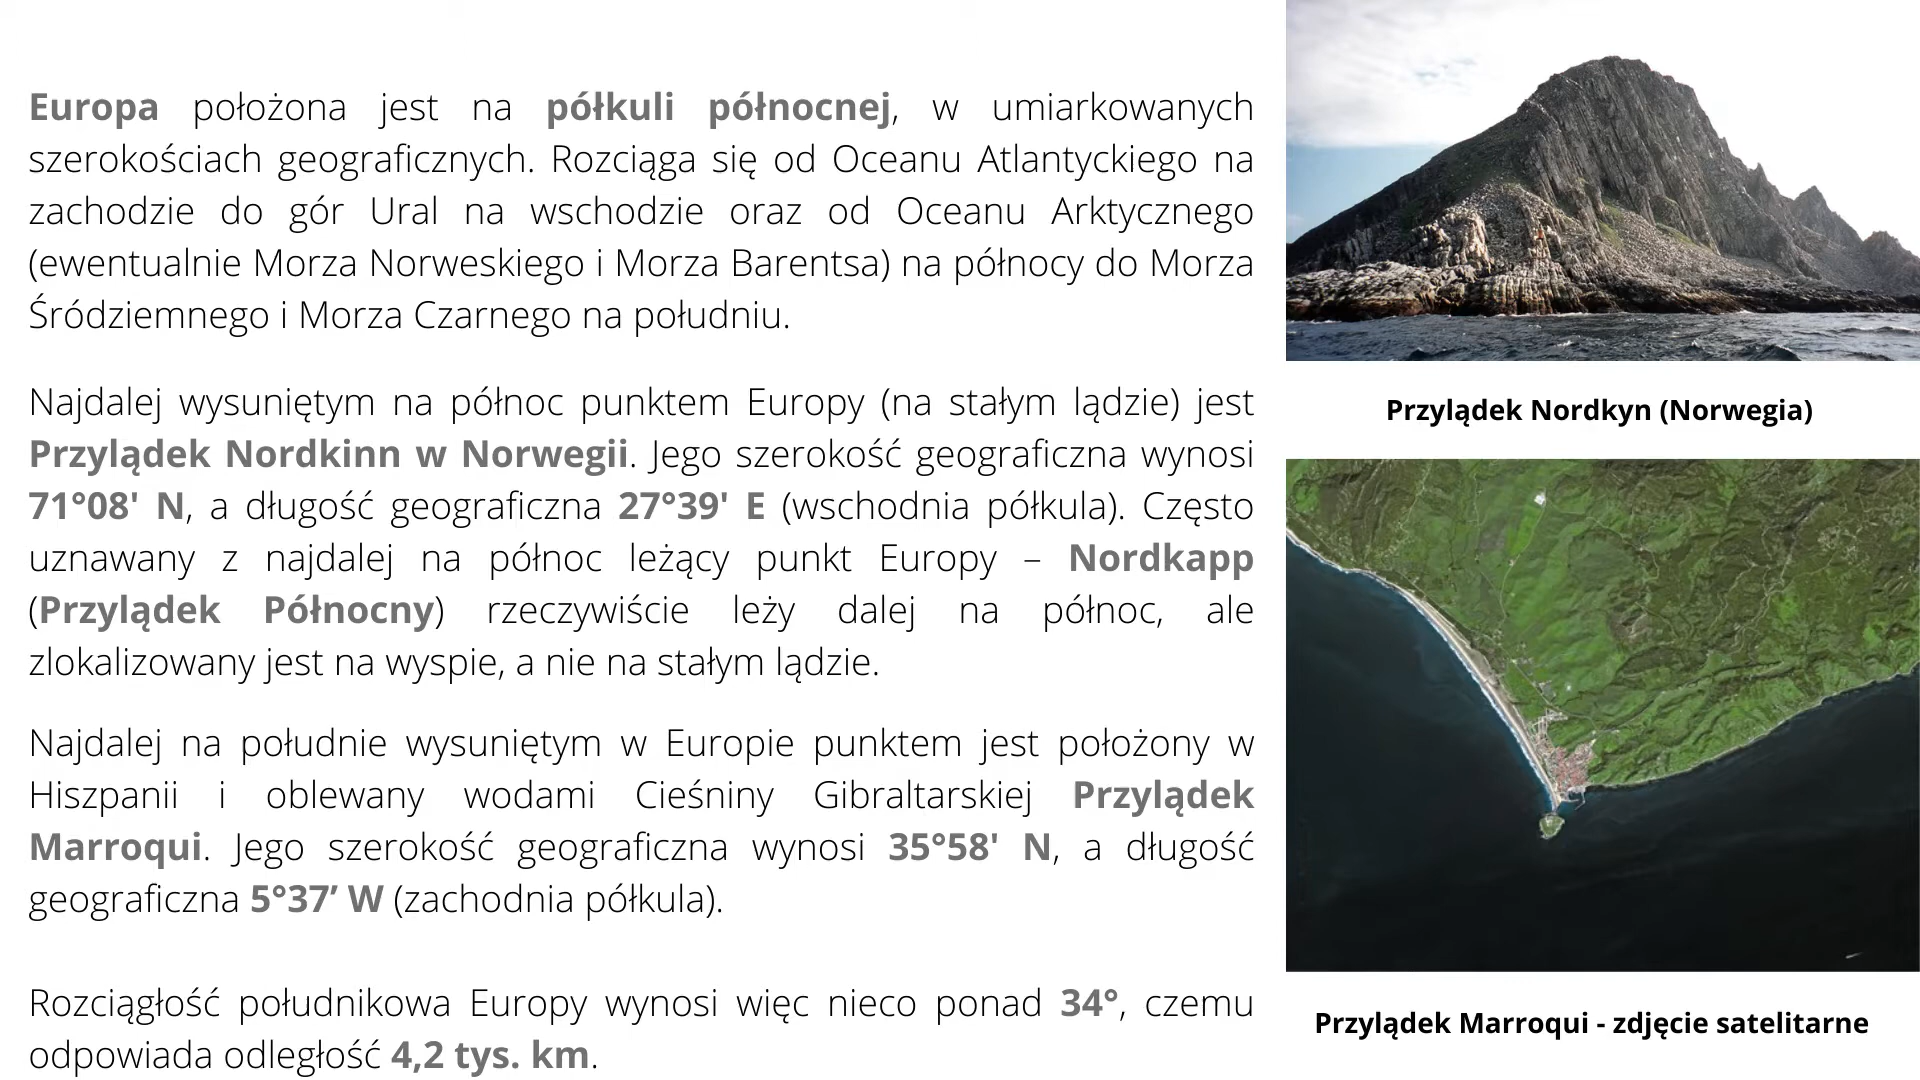 Europa położona jest na półkuli północnej, w umiarkowanych
szerokościach geograficznych. Rozciąga się od Oceanu Atlantyckiego na
zachodzie do gór Ural na wschodzie oraz od Oceanu Arktycznego
(ewentualnie Morza Norweskiego i Morza Barentsa) na północy do Morza
Śródziemnego i Morza Czarnego na południu.
Najdalej wysuniętym na północ punktem Europy (na stałym lądzie) jest
Przylądek Nordkinn w Norwegii. Jego szerokość geograficzna wynosi
71°08' N, a długość geograficzna 27°39' E (wschodnia półkula). Często
uznawany z najdalej na północ leżący punkt Europy – Nordkapp
(Przylądek Północny) rzeczywiście leży dalej na północ, ale
zlokalizowany jest na wyspie, a nie na stałym lądzie.
Najdalej na południe wysuniętym w Europie punktem jest położony w
Hiszpanii i oblewany wodami Cieśniny Gibraltarskiej Przylądek
Marroqui. Jego szerokość geograficzna wynosi 35°58' N, a długość
geograficzna 5°37’ W (zachodnia półkula).
Rozciągłość południkowa Europy wynosi więc nieco ponad 34°, czemu
odpowiada odległość 4,2 tys. km.
Przylądek Nordkyn (Norwegia)
Przylądek Marroqui - zdjęcie satelitarne